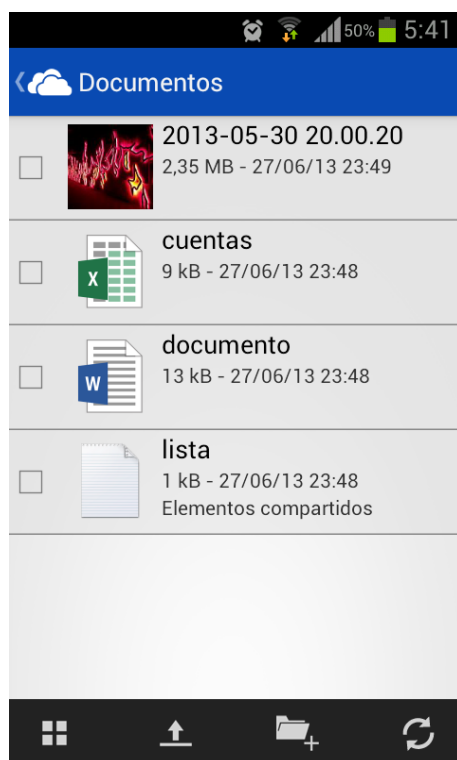 50% 5:41
Documentos
2013-05-30 20.00.20
2,35 MB - 27/06/13 23:49
cuentas
9 kB - 27/06/13 23:48
X
documento
13 kB - 27/06/13 23:48
W
lista
1 kB - 27/06/13 23:48
Elementos compartidos